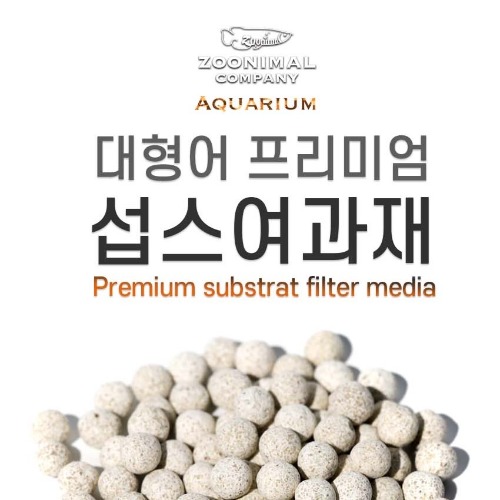 Zoonimal
ZOONIMAL
COMPANY
AQUARIUM
대형어 프리미엄
섭스여과재
Premium substrat filter media